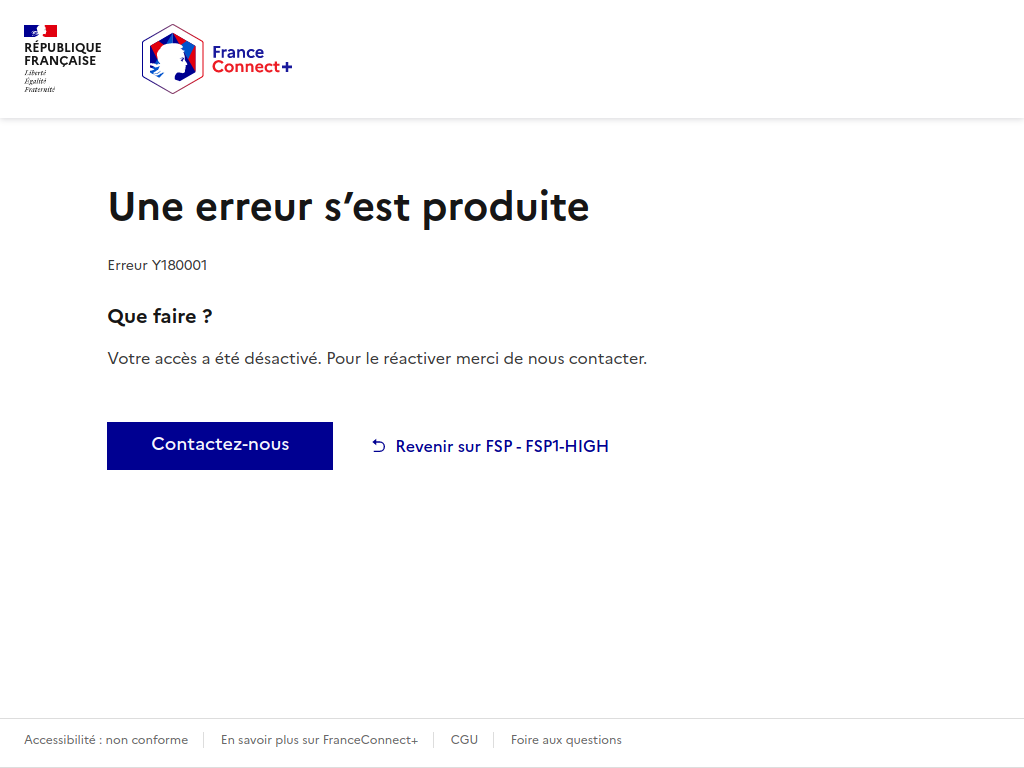 RÉPUBLIQUE
FRANÇAISE
Liberté
Égalité
Fraternité
France
Connect+
Une erreur s’est produite
Erreur Y180001
Que faire ?
Votre accès a été désactivé. Pour le réactiver merci de nous contacter.
Contactez-nous
Revenir sur FSP - FSP1-HIGH
Accessibilité : non conforme
En savoir plus sur FranceConnect+
CGU
Foire aux questions